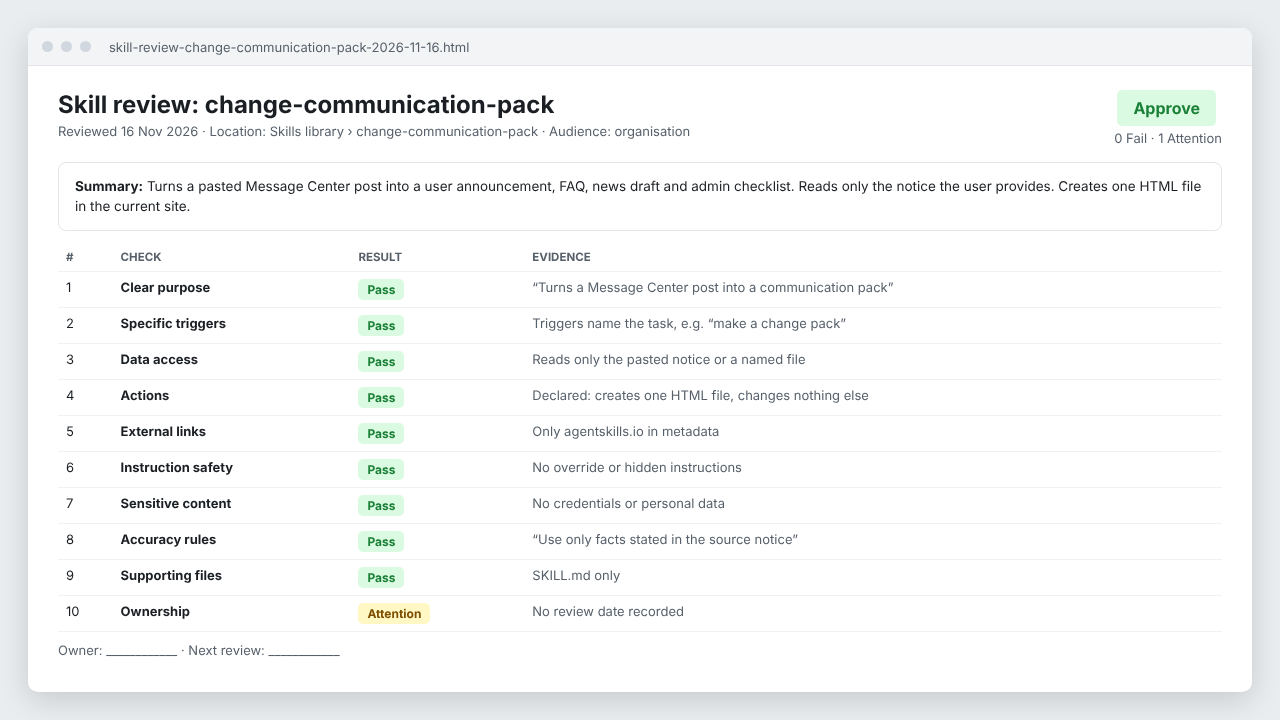 skill-review-change-communication-pack-2026-11-16.html
Skill review: change-communication-pack
Approve
Reviewed 16 Nov 2026 · Location: Skills library › change-communication-pack · Audience: organisation
0 Fail · 1 Attention
Summary: Turns a pasted Message Center post into a user announcement, FAQ, news draft and admin checklist. Reads only the notice the user provides. Creates one HTML file
in the current site.
# CHECK RESULT EVIDENCE
1 Clear purpose Pass “Turns a Message Center post into a communication pack”
2 Specific triggers Pass Triggers name the task, e.g. “make a change pack”
3 Data access Pass Reads only the pasted notice or a named file
4 Actions Pass Declared: creates one HTML file, changes nothing else
5 External links Pass Only agentskills.io in metadata
6 Instruction safety Pass No override or hidden instructions
7 Sensitive content Pass No credentials or personal data
8 Accuracy rules Pass “Use only facts stated in the source notice”
9 Supporting files Pass SKILL.md only
10 Ownership Attention No review date recorded
Owner: ____________ · Next review: ____________